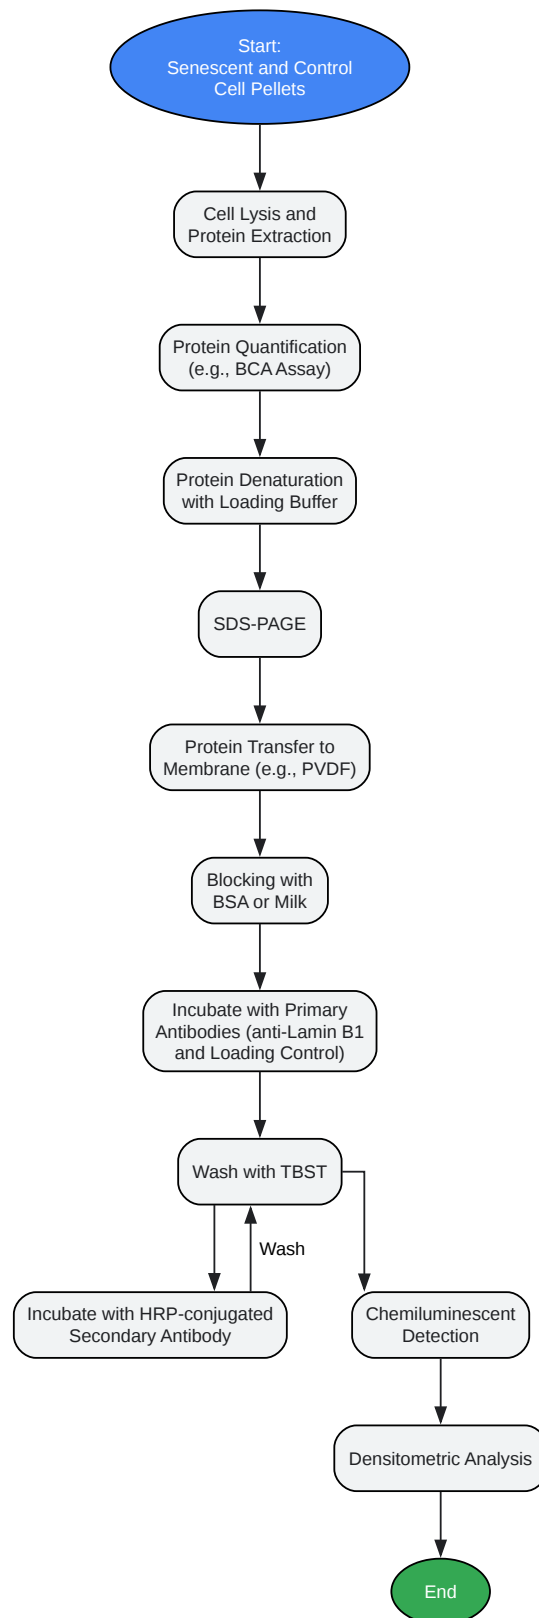 Start:
Senescent and Control
Cell Pellets
Cell Lysis and
Protein Extraction
Protein Quantification
(e.g., BCA Assay)
Protein Denaturation
with Loading Buffer
SDS-PAGE
Protein Transfer to
Membrane (e.g., PVDF)
Blocking with
BSA or Milk
Incubate with Primary
Antibodies (anti-Lamin B1
and Loading Control)
Wash with TBST
Wash
Incubate with HRP-conjugated
Secondary Antibody
Chemiluminescent
Detection
Densitometric Analysis
End